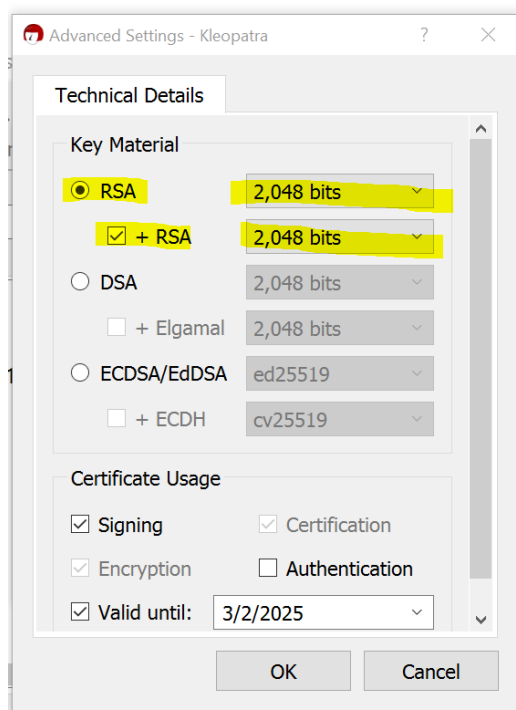 Advanced Settings - Kleopatra ?
Technical Details
Key Material
RSA 2,048 bits
+ RSA 2,048 bits
DSA 2,048 bits
+ Elgamal 2,048 bits
ECDSA/EdDSA ed25519
+ ECDH cv25519
Certificate Usage
Signing Certification
Encryption Authentication
Valid until: 3/2/2025
OK Cancel